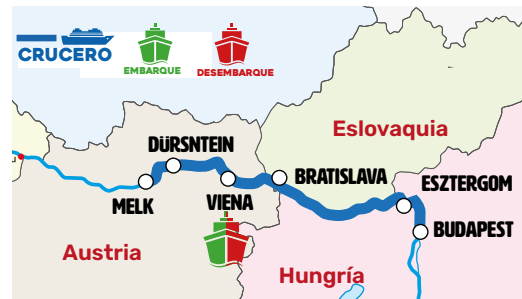 CRUCERO
EMBARQUE
DESEMBARQUE
Eslovaquia
DÜRSNTEIN
BRATISLAVA
ESZTERGOM
MELK
VIENA
BUDAPEST
Austria
Hungría